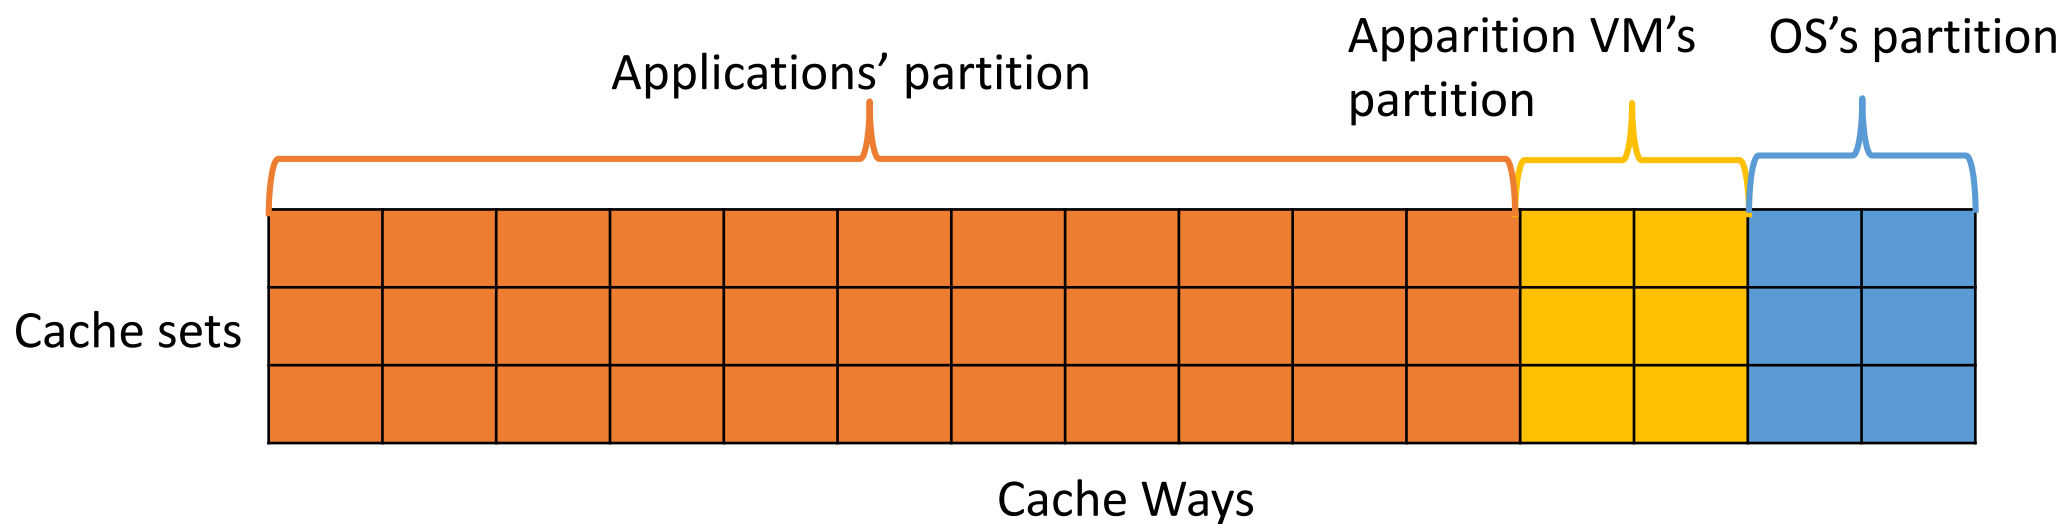 Applications’ partition
Apparition VM’s
partition
OS’s partition
Cache sets
Cache Ways